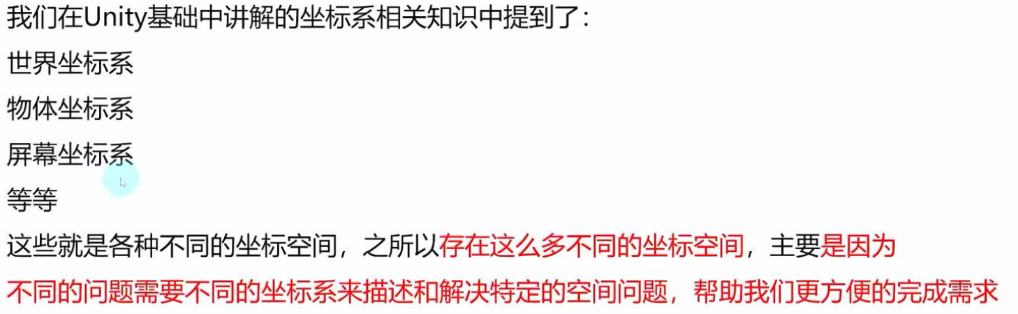 我们在Unity基础中讲解的坐标系相关知识中提到了：
世界坐标系
物体坐标系
屏幕坐标系
等等
这些就是各种不同的坐标空间，之所以存在这么多不同的坐标空间，主要是因为
不同的问题需要不同的坐标系来描述和解决特定的空间问题，帮助我们更方便的完成需求